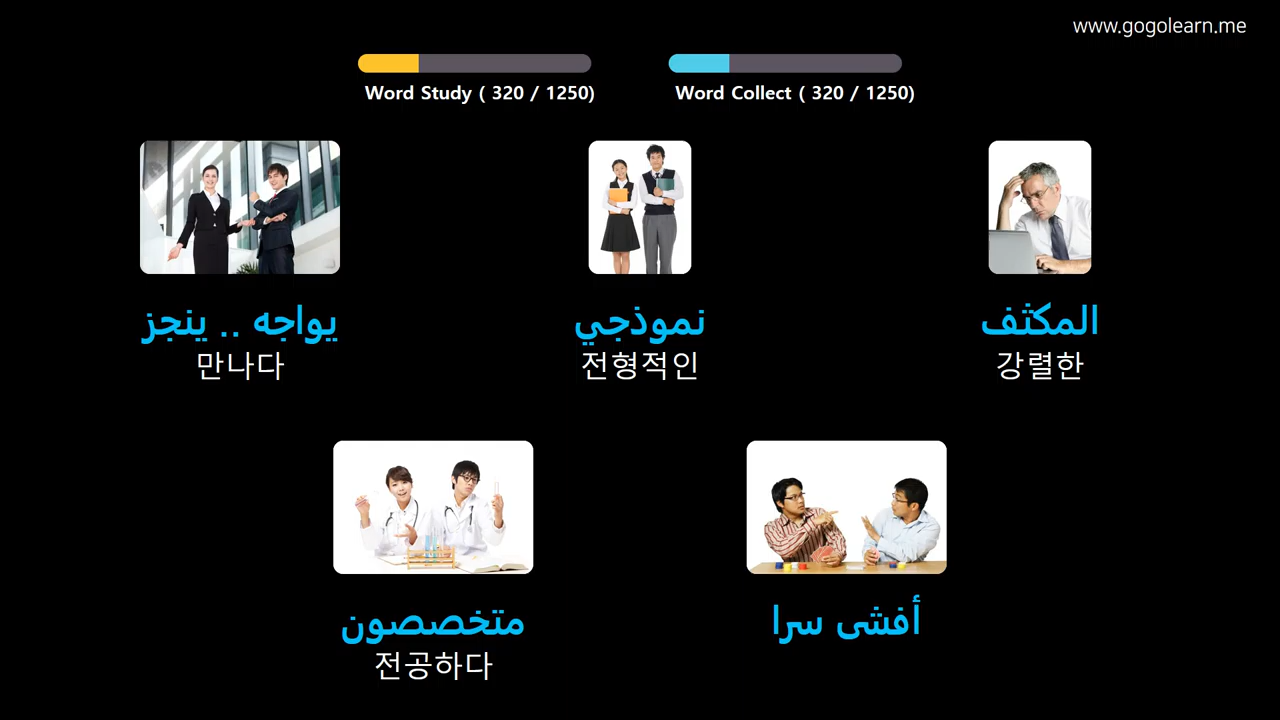 www.gogolearn.me
Word Study ( 320 / 1250)
Word Collect ( 320 / 1250)
يواجه .. ينجز
만나다
نموذجي
전형적인
المكثف
강렬한
متخصصون
전공하다
أفشى سرا